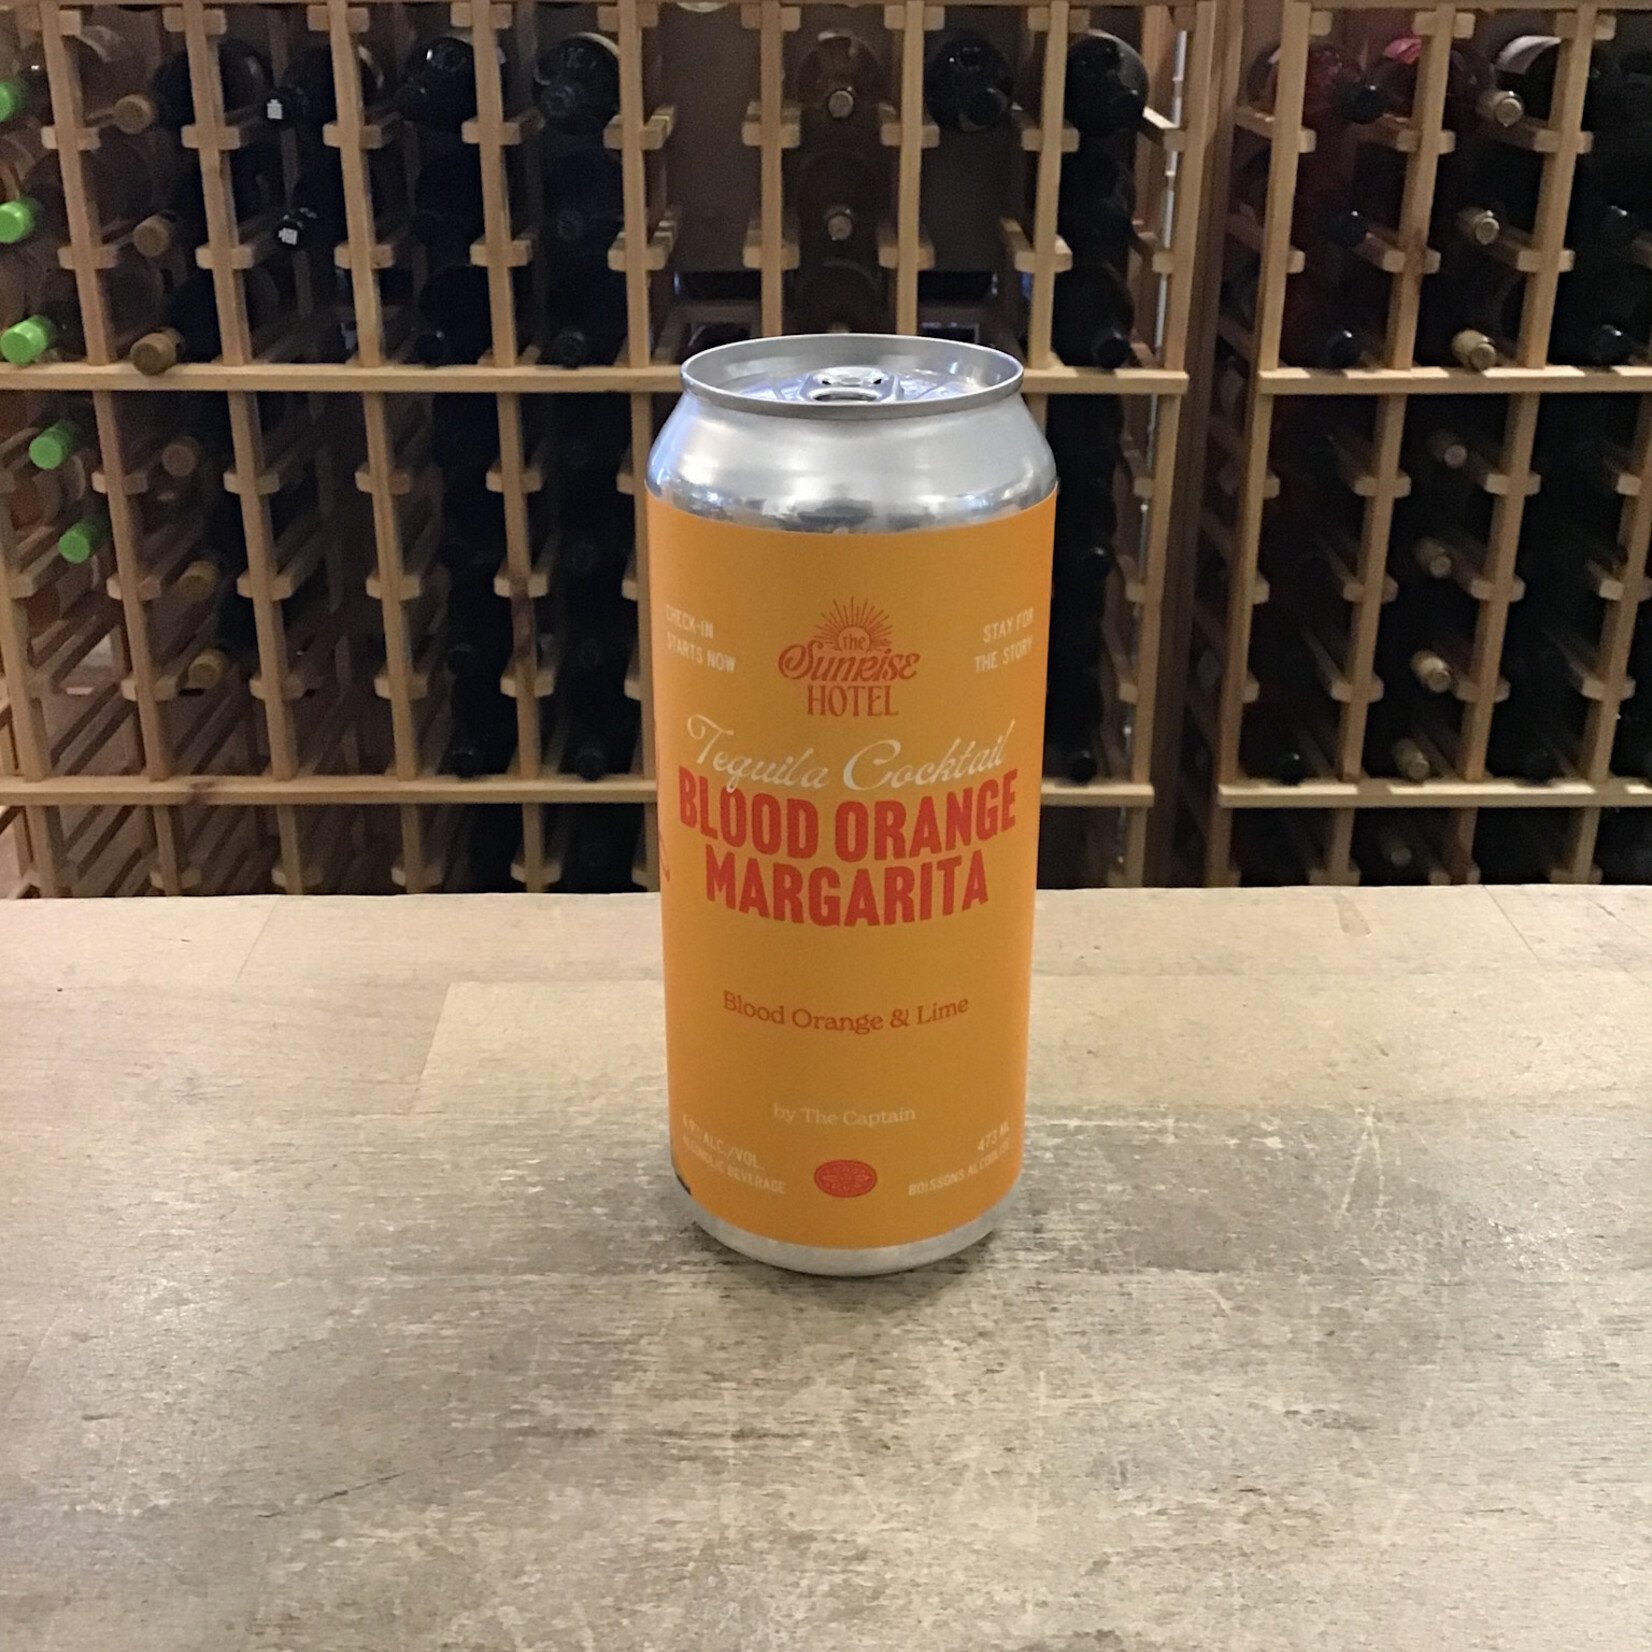 CHECK-IN
STARTS NOW
the
Sunrise
HOTEL
STAY FOR
THE STORY
Tequila Cocktail
BLOOD ORANGE
MARGARITA
Blood Orange & Lime
by The Captain
ALC./VOL.
ALCOHOLIC BEVERAGE
473 ML
BOISSONS ALCOOLISÉ